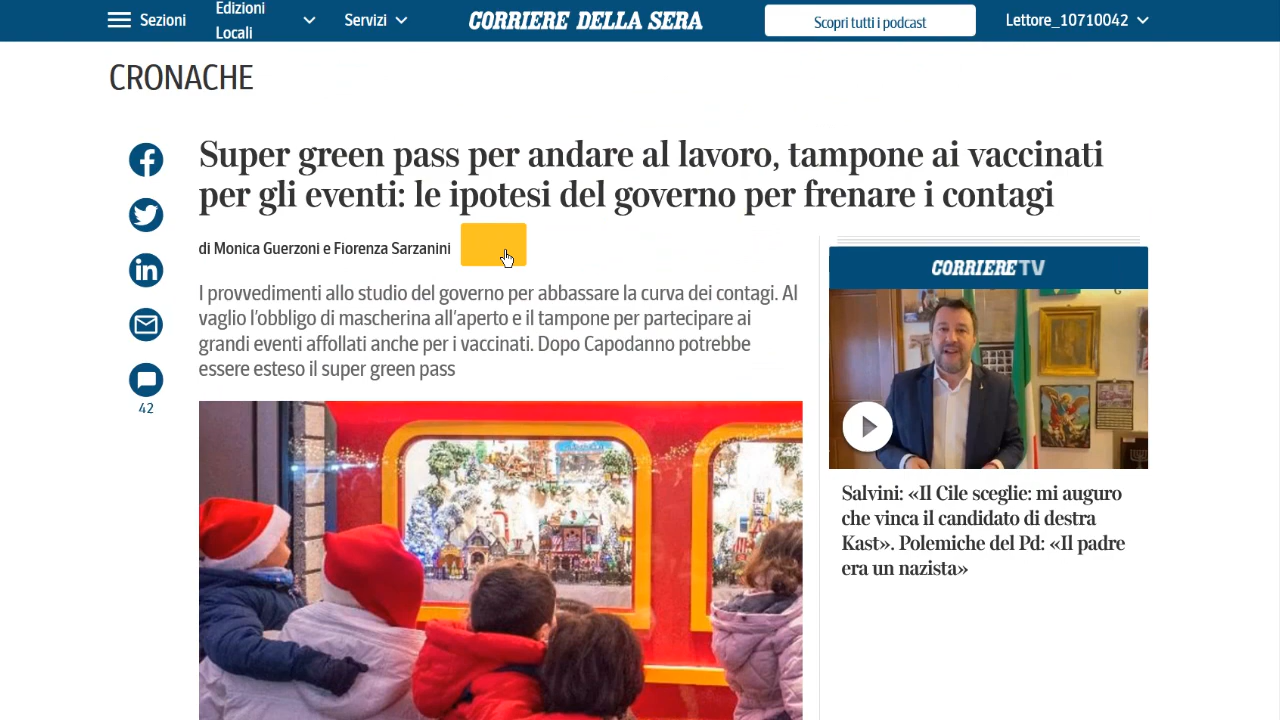 Sezioni
Edizioni
Locali
Servizi
CORRIERE DELLA SERA
Scopri tutti i podcast
Lettore_10710042
CRONACHE
Super green pass per andare al lavoro, tampone ai vaccinati
per gli eventi: le ipotesi del governo per frenare i contagi
di Monica Guerzoni e Fiorenza Sarzanini
I provvedimenti allo studio del governo per abbassare la curva dei contagi. Al
vaglio l'obbligo di mascherina all'aperto e il tampone per partecipare ai
grandi eventi affollati anche per i vaccinati. Dopo Capodanno potrebbe
essere esteso il super green pass
42
CORRIERE TV
Salvini: «Il Cile sceglie: mi auguro
che vinca il candidato di destra
Kast». Polemiche del Pd: «Il padre
era un nazista»